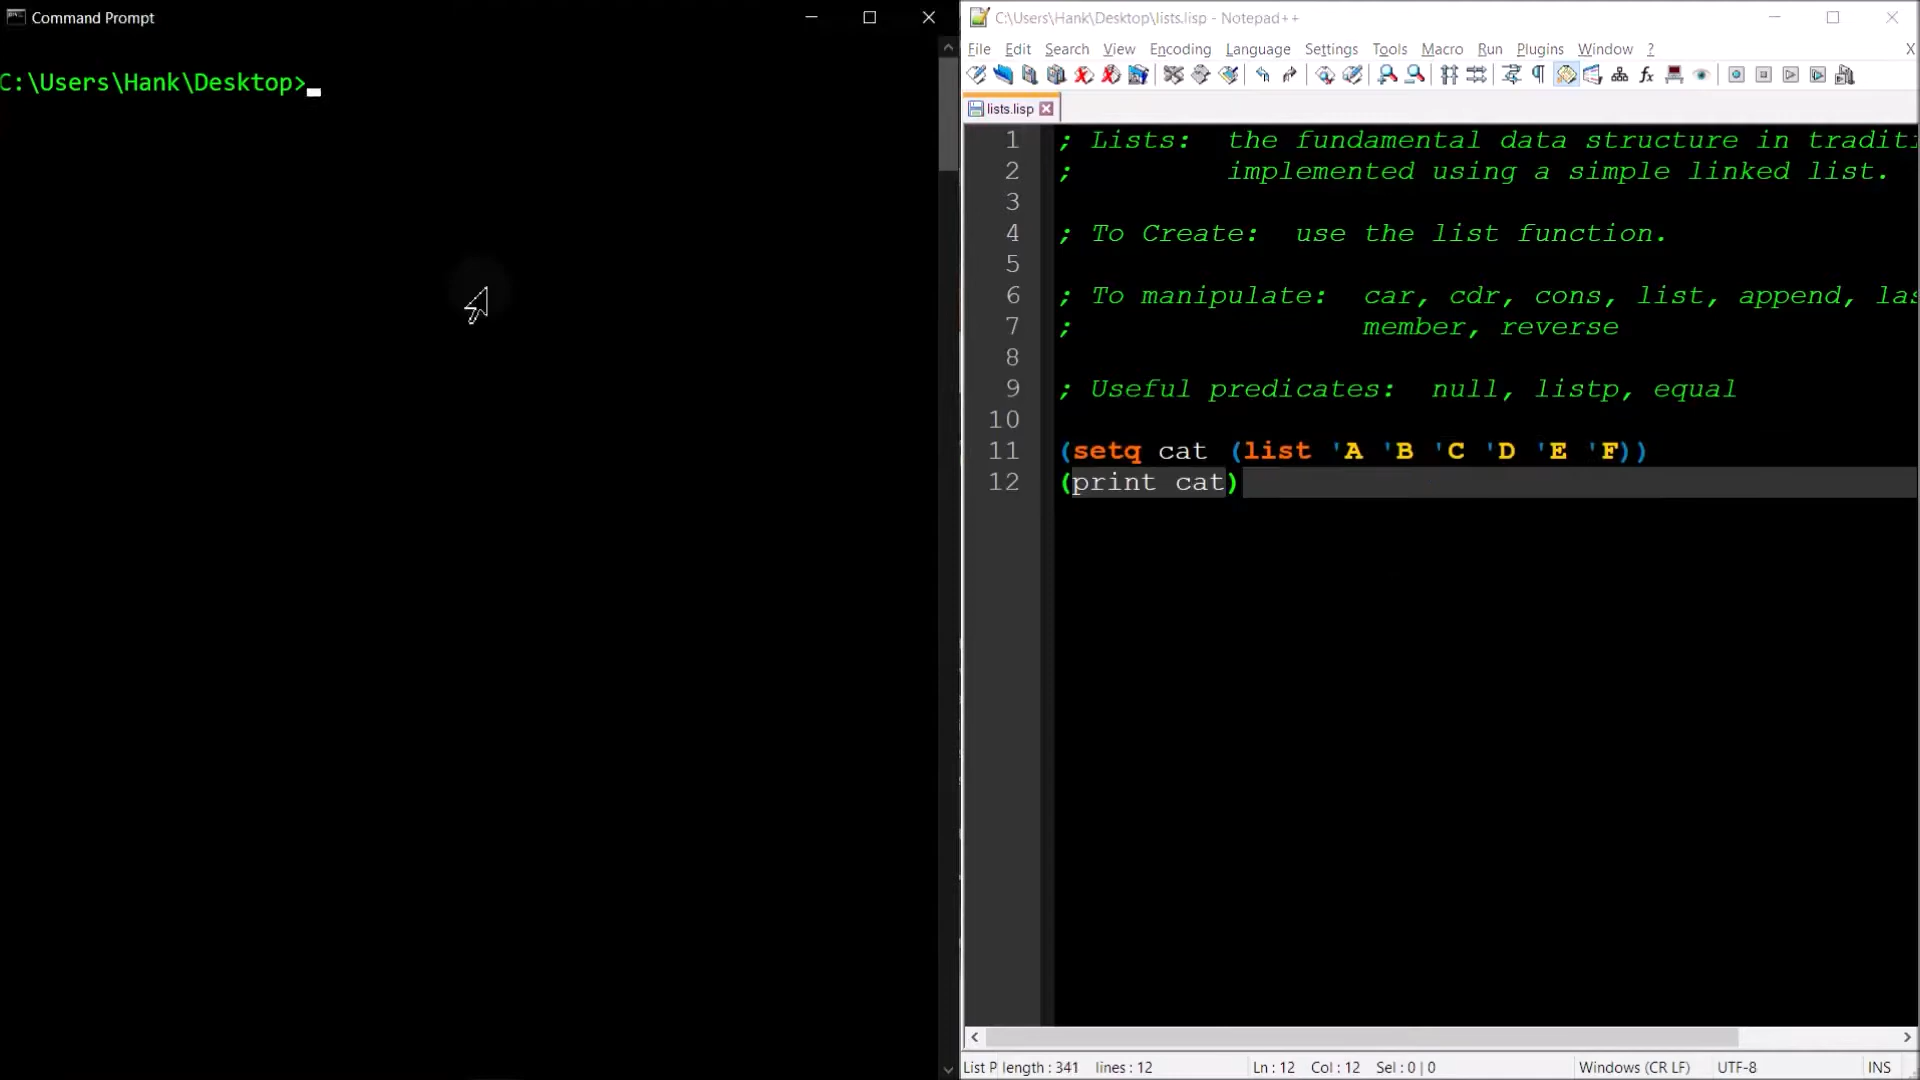 Command Prompt
C:\Users\Hank\Desktop>
C:\Users\Hank\Desktop\lists.lisp - Notepad++
File Edit Search View Encoding Language Settings Tools Macro Run Plugins Window ? X
lists.lisp
1 ; Lists: the fundamental data structure in traditi
2 ; implemented using a simple linked list.
3
4 ; To Create: use the list function.
5
6 ; To manipulate: car, cdr, cons, list, append, las
7 ; member, reverse
8
9 ; Useful predicates: null, listp, equal
10
11 (setq cat (list 'A 'B 'C 'D 'E 'F))
12 (print cat)
List P length : 341 lines : 12 Ln : 12 Col : 12 Sel : 0 | 0 Windows (CR LF) UTF-8 INS